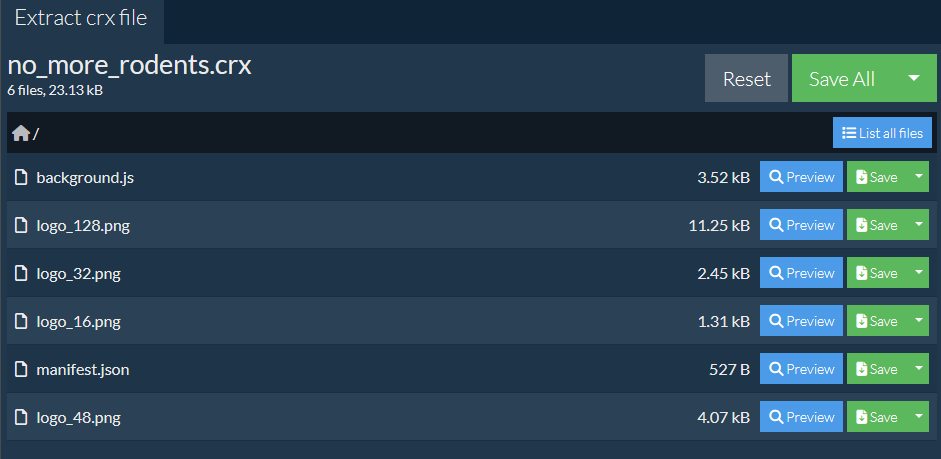 Extract crx file
no_more_rodents.crx
6 files, 23.13 kB
Reset
Save All
/
List all files
background.js 3.52 kB Preview Save
logo_128.png 11.25 kB Preview Save
logo_32.png 2.45 kB Preview Save
logo_16.png 1.31 kB Preview Save
manifest.json 527 B Preview Save
logo_48.png 4.07 kB Preview Save